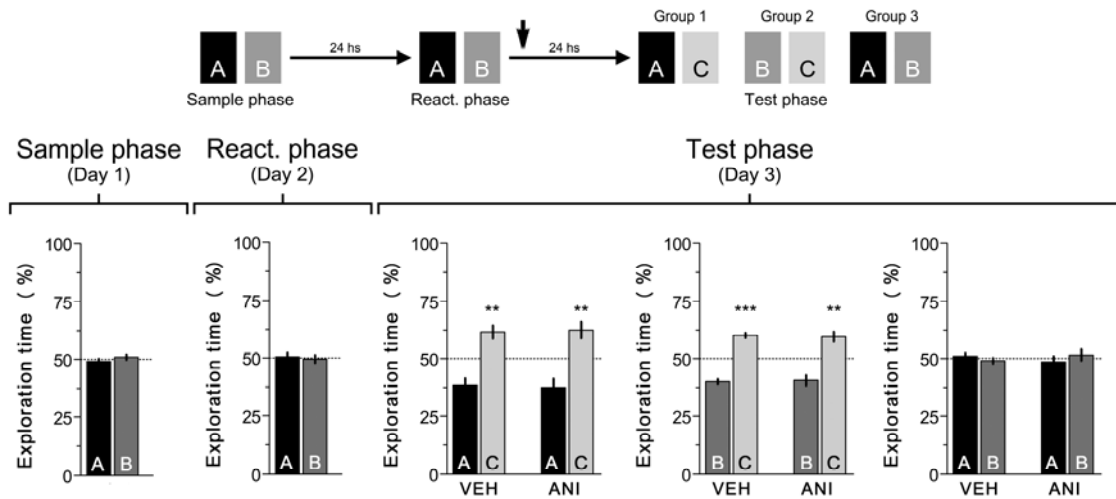 Group 1 Group 2 Group 3
24 hs 24 hs
A B A B A C B C A B
Sample phase React. phase Test phase
Sample phase React. phase Test phase
(Day 1) (Day 2) (Day 3)
100 100 100 100 100
** ** *** **
75 75 75 75 75
50 50 50 50 50
25 25 25 25 25
Exploration time ( %) Exploration time ( %) Exploration time ( %) Exploration time ( %) Exploration time ( %)
A B A B A C A C B C B C A B A B
0 0 0 0 0
VEH ANI VEH ANI VEH ANI